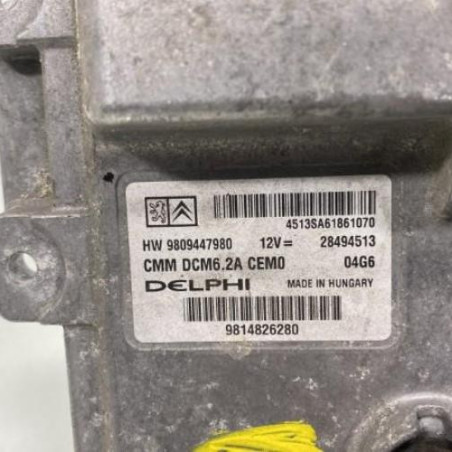 4513SA61861070
HW 9809447980 12V= 28494513
CMM DCM6.2A CEM0 04G6
DELPHI MADE IN HUNGARY
9814826280